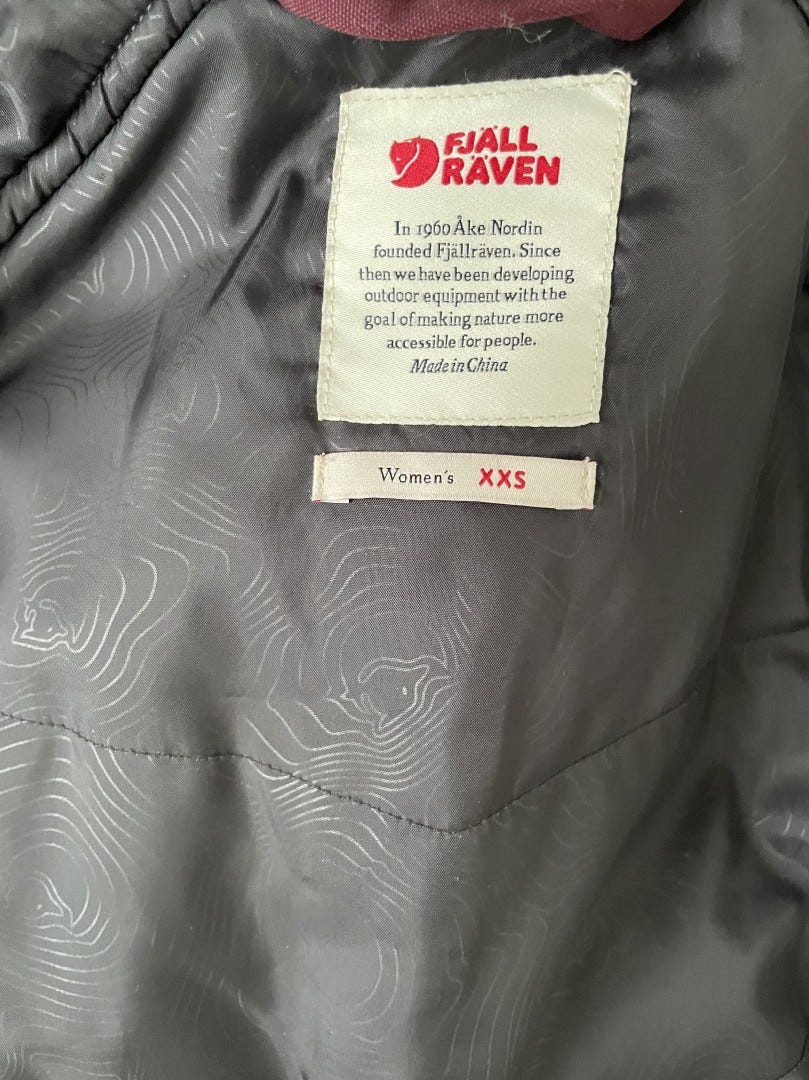 FJÄLL
RÄVEN
In 1960 Åke Nordin
founded Fjällräven. Since
then we have been developing
outdoor equipment with the
goal of making nature more
accessible for people.
Made in China
Women's XXS